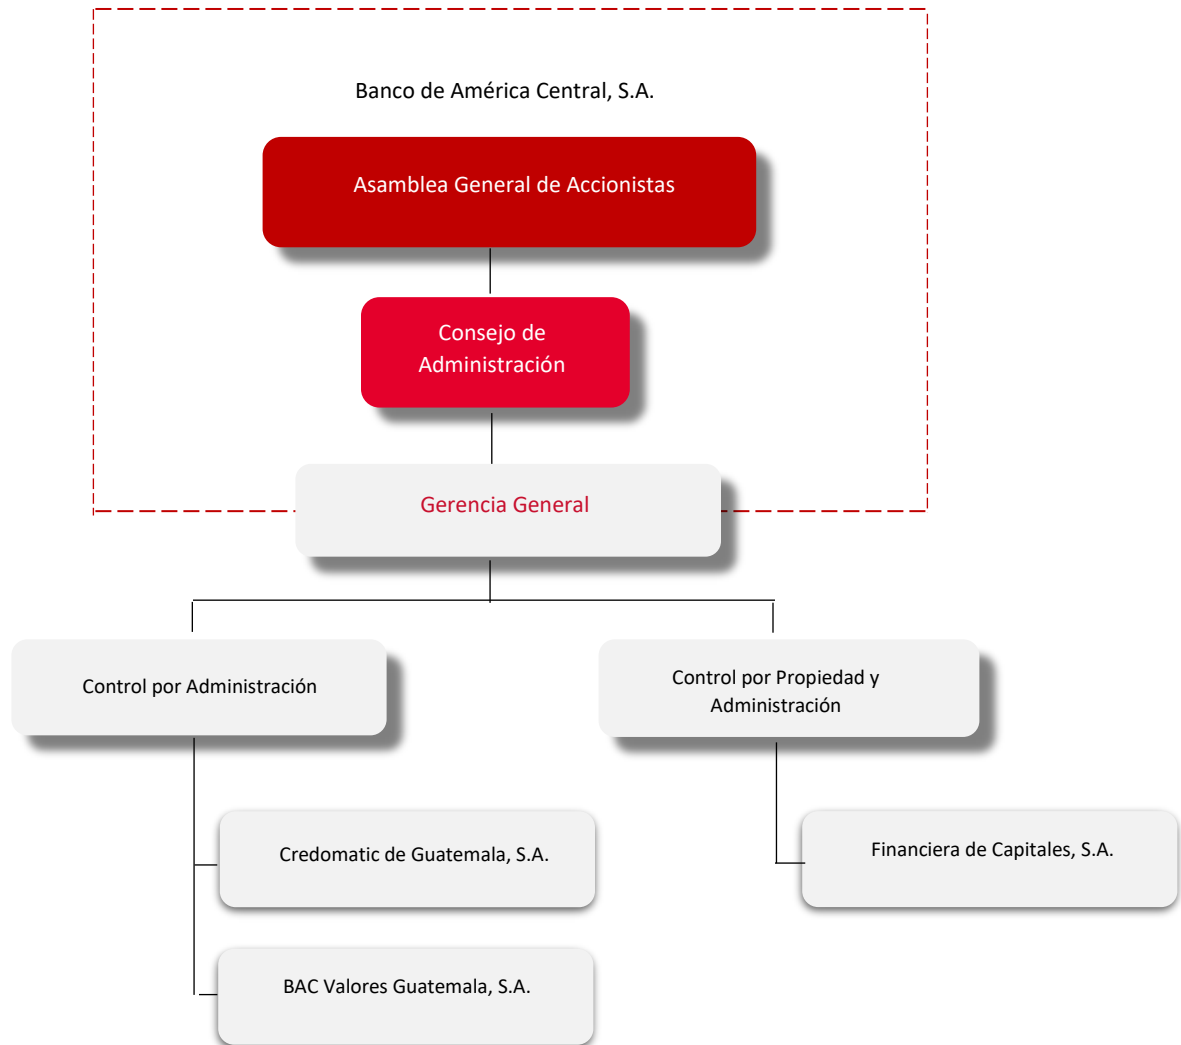 Banco de América Central, S.A.
Asamblea General de Accionistas
Consejo de
Administración
Gerencia General
Control por Administración
Control por Propiedad y
Administración
Credomatic de Guatemala, S.A.
Financiera de Capitales, S.A.
BAC Valores Guatemala, S.A.